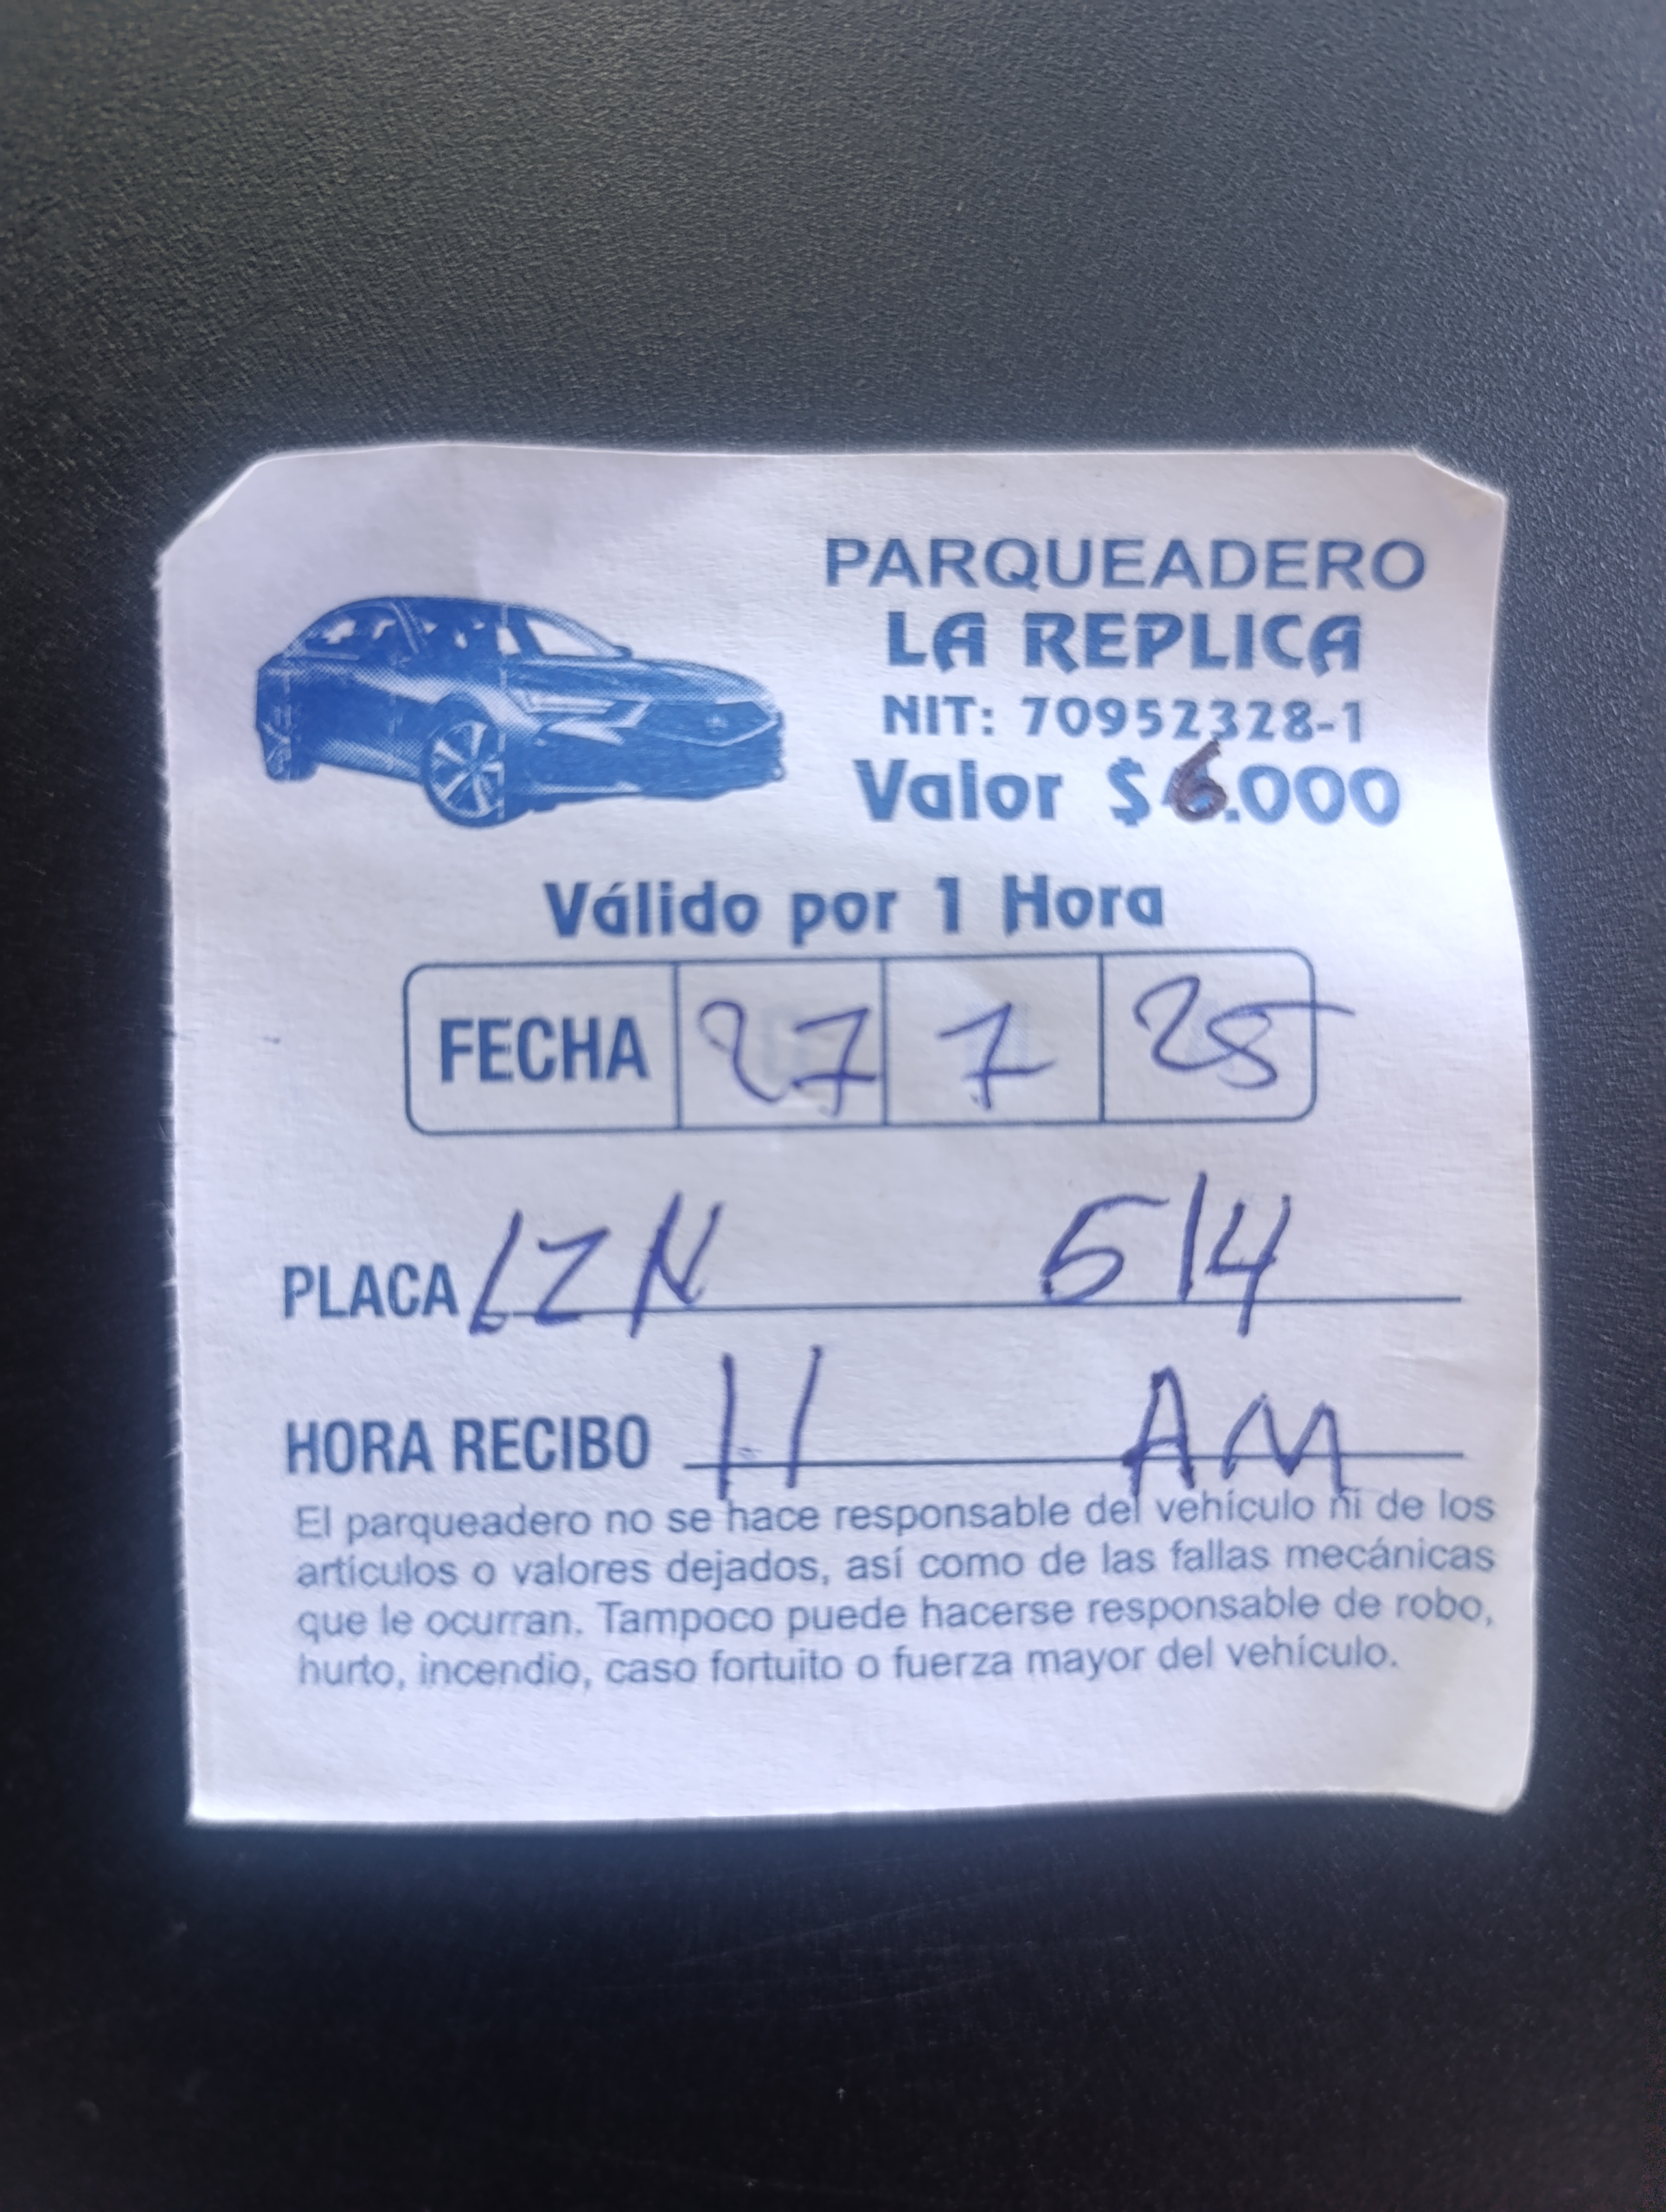 PARQUEADERO
LA REPLICA
NIT: 70952328-1
Valor $6.000
Válido por 1 Hora
FECHA 27 7 25
PLACA LZN 514
HORA RECIBO 11 AM
El parqueadero no se hace responsable del vehículo ni de los
artículos o valores dejados, así como de las fallas mecánicas
que le ocurran. Tampoco puede hacerse responsable de robo,
hurto, incendio, caso fortuito o fuerza mayor del vehículo.